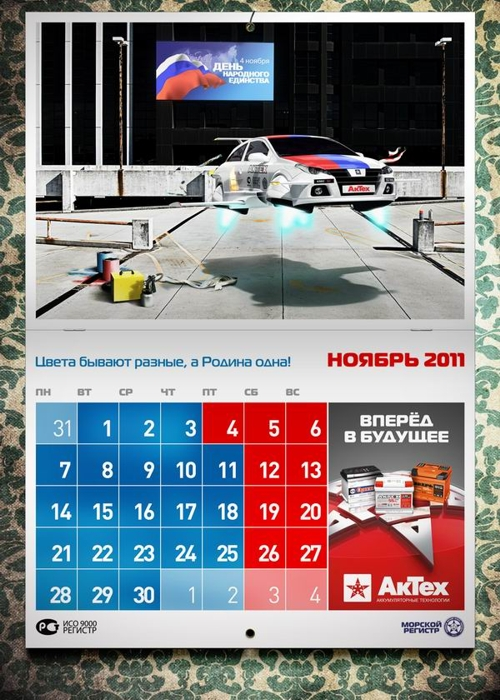 4 ноября
ДЕНЬ
НАРОДНОГО
ЕДИНСТВА
АкТех
Цвета бывают разные, а Родина одна!
НОЯБРЬ 2011
ПН ВТ СР ЧТ ПТ СБ ВС
31 1 2 3 4 5 6
7 8 9 10 11 12 13
14 15 16 17 18 19 20
21 22 23 24 25 26 27
28 29 30 1 2 3 4
ВПЕРЁД
В БУДУЩЕЕ
АкТех
АККУМУЛЯТОРНЫЕ ТЕХНОЛОГИИ
ИСО 9000
РЕГИСТР
МОРСКОЙ
РЕГИСТР